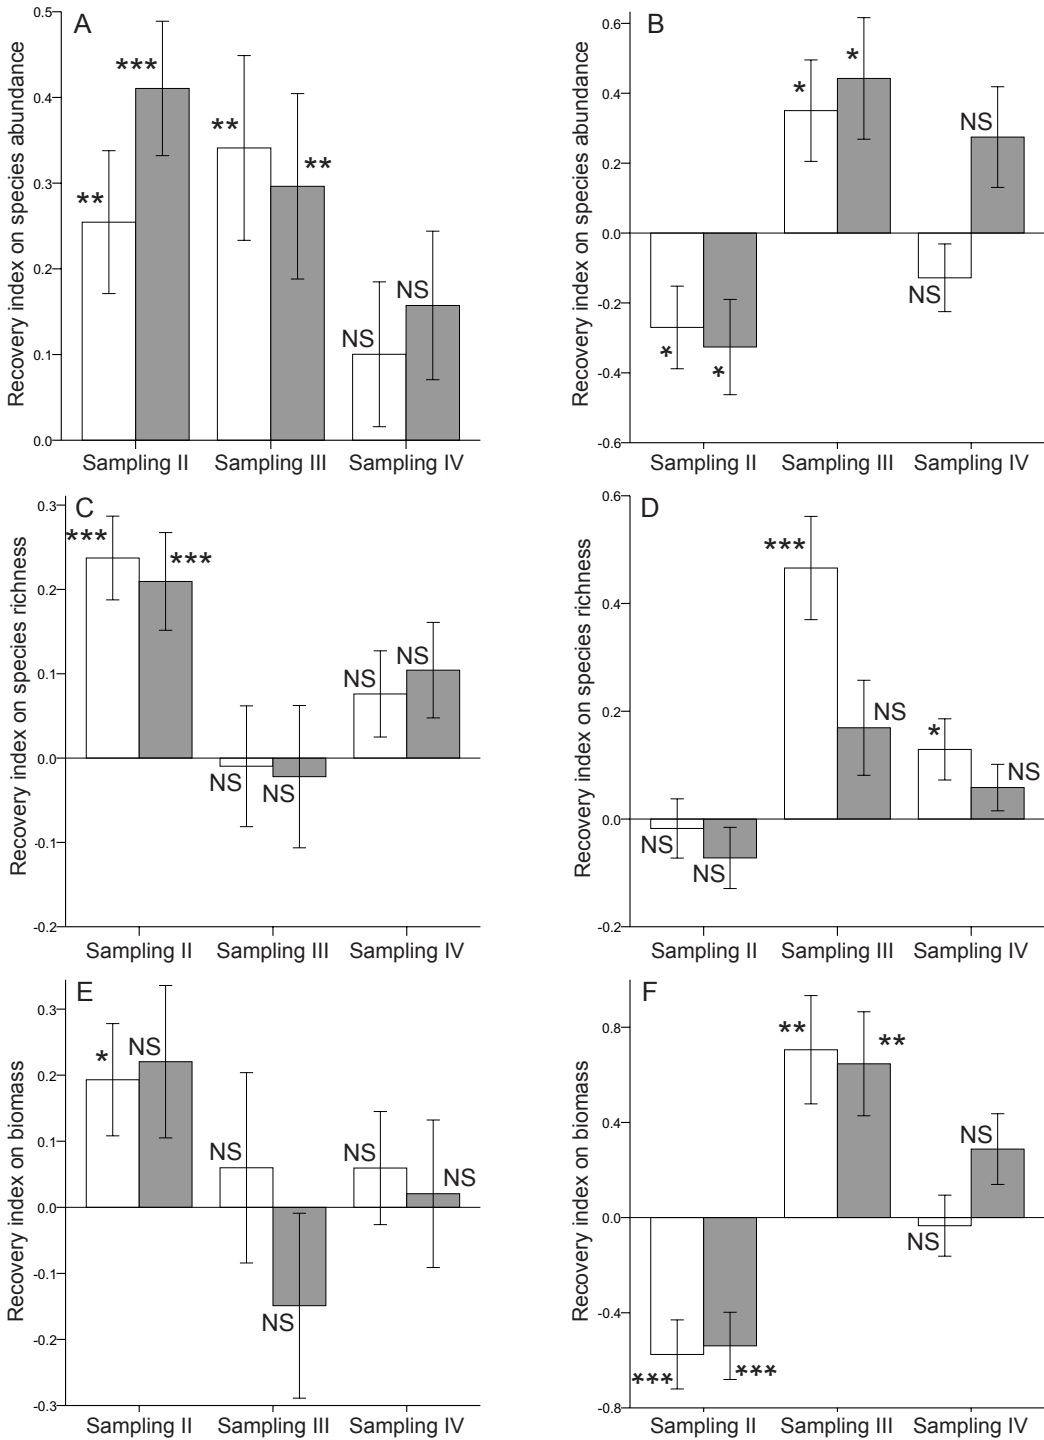 A
Recovery index on species abundance
0.5
0.4
0.3
0.2
0.1
0.0
**
***
**
**
NS
NS
Sampling II
Sampling III
Sampling IV
B
Recovery index on species abundance
0.6
0.4
0.2
0.0
-0.2
-0.4
-0.6
*
*
*
*
NS
NS
Sampling II
Sampling III
Sampling IV
C
Recovery index on species richness
0.3
0.2
0.1
0.0
-0.1
-0.2
***
***
NS
NS
NS
NS
Sampling II
Sampling III
Sampling IV
D
Recovery index on species richness
0.6
0.4
0.2
0.0
-0.2
NS
NS
***
NS
*
NS
Sampling II
Sampling III
Sampling IV
E
Recovery index on biomass
0.3
0.2
0.1
0.0
-0.1
-0.2
-0.3
*
NS
NS
NS
NS
NS
Sampling II
Sampling III
Sampling IV
F
Recovery index on biomass
0.8
0.4
0.0
-0.4
-0.8
***
***
**
**
NS
NS
Sampling II
Sampling III
Sampling IV